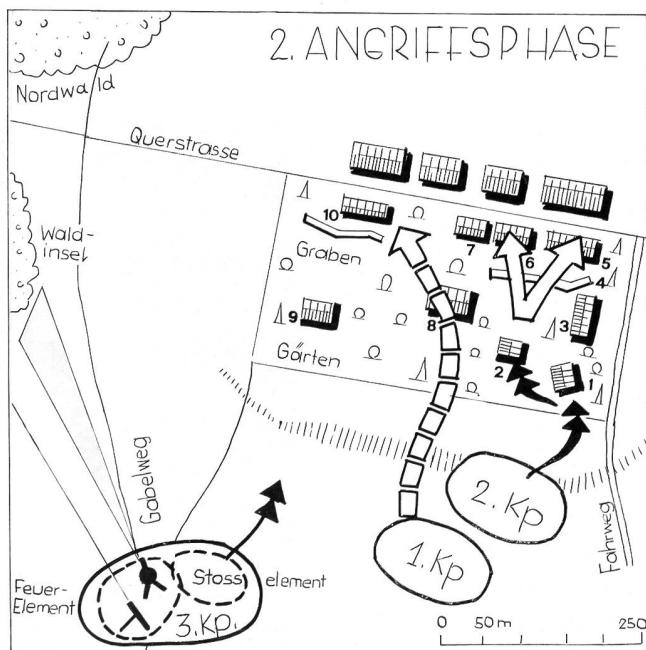 2. ANGRIFFSPHASE
Nordwald
Querstrasse
Wald-
insel
10
7
6
5
Graben
4
9
8
3
Gärten
2
1
Gabelweg
2. Kp
Fahrweg
1. Kp
Stoss
element
Feuer-
Element
3. Kp.
0 50m 250